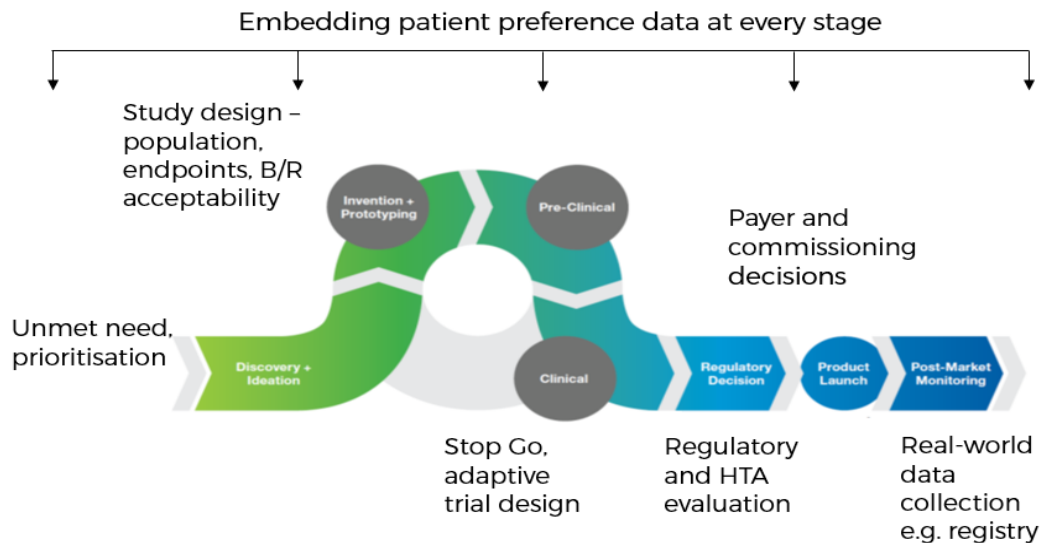 Embedding patient preference data at every stage
Study design –
population,
endpoints, B/R
acceptability
Invention +
Prototyping
Pre-Clinical
Payer and
commissioning
decisions
Unmet need,
prioritisation
Discovery +
Ideation
Clinical
Regulatory
Decision
Product
Launch
Post-Market
Monitoring
Stop Go,
adaptive
trial design
Regulatory
and HTA
evaluation
Real-world
data
collection
e.g. registry